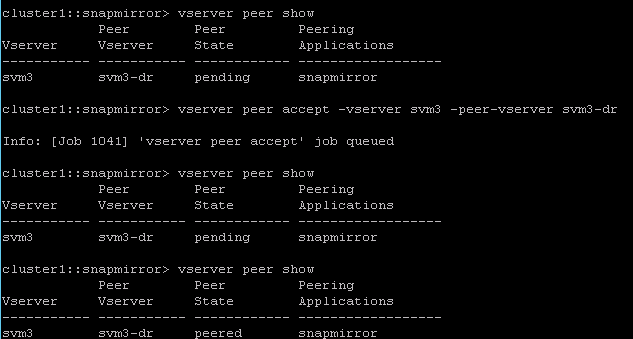 cluster1::snapmirror> vserver peer show
            Peer        Peer         Peering
Vserver     Vserver     State        Applications
----------- ----------- ------------ ------------------
svm3        svm3-dr     pending      snapmirror
cluster1::snapmirror> vserver peer accept -vserver svm3 -peer-vserver svm3-dr
Info: [Job 1041] 'vserver peer accept' job queued
cluster1::snapmirror> vserver peer show
            Peer        Peer         Peering
Vserver     Vserver     State        Applications
----------- ----------- ------------ ------------------
svm3        svm3-dr     pending      snapmirror
cluster1::snapmirror> vserver peer show
            Peer        Peer         Peering
Vserver     Vserver     State        Applications
----------- ----------- ------------ ------------------
svm3        svm3-dr     peered       snapmirror